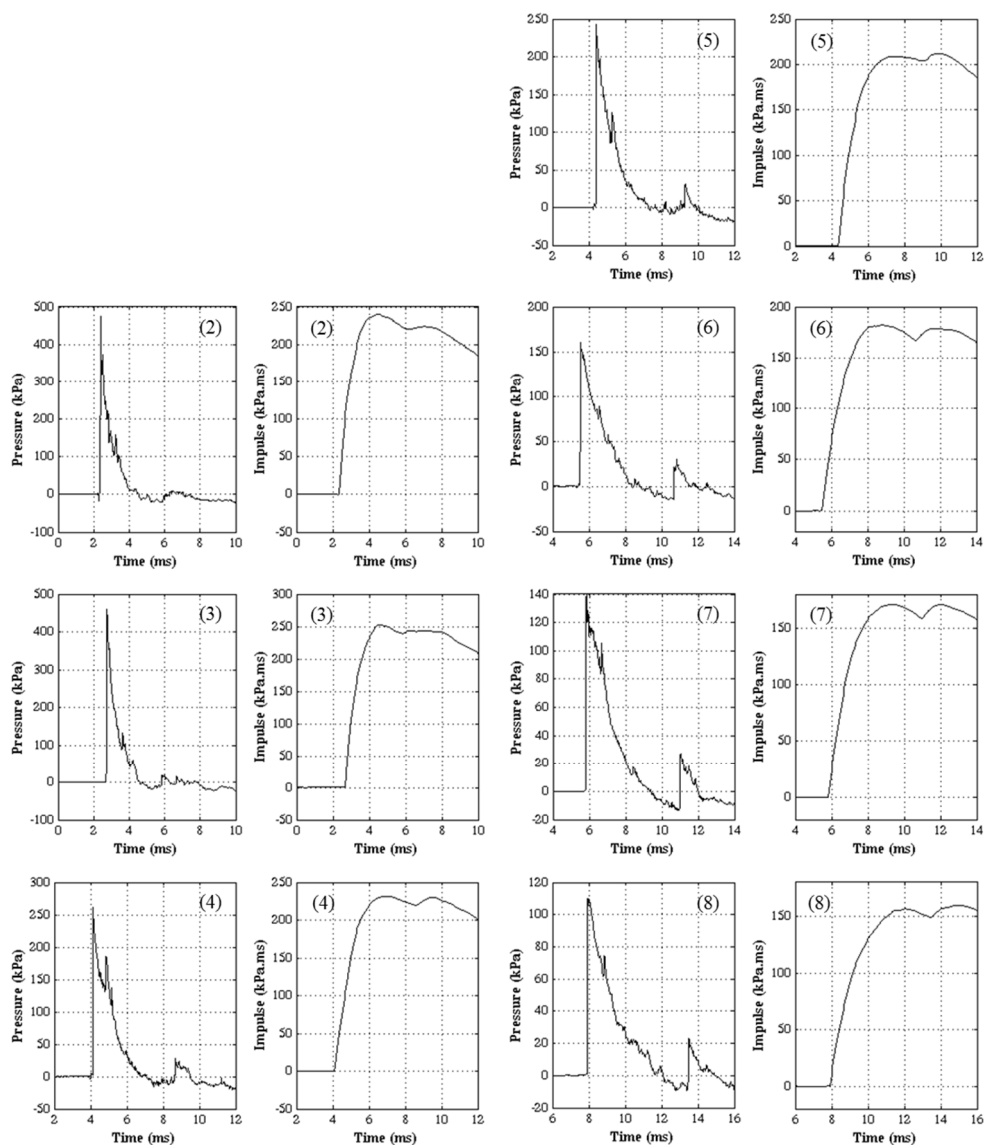 (5)
250
200
150
100
50
0
-50
2 4 6 8 10 12
Pressure (kPa)
Time (ms)
(5)
250
200
150
100
50
0
2 4 6 8 10 12
Impulse (kPa.ms)
Time (ms)
(2)
500
400
300
200
100
0
-100
0 2 4 6 8 10
Pressure (kPa)
Time (ms)
(2)
250
200
150
100
50
0
-50
0 2 4 6 8 10
Impulse (kPa.ms)
Time (ms)
(6)
200
150
100
50
0
-50
4 6 8 10 12 14
Pressure (kPa)
Time (ms)
(6)
200
150
100
50
0
4 6 8 10 12 14
Impulse (kPa.ms)
Time (ms)
(3)
500
400
300
200
100
0
-100
0 2 4 6 8 10
Pressure (kPa)
Time (ms)
(3)
300
250
200
150
100
50
0
-50
0 2 4 6 8 10
Impulse (kPa.ms)
Time (ms)
(7)
140
120
100
80
60
40
20
0
-20
4 6 8 10 12 14
Pressure (kPa)
Time (ms)
(7)
150
100
50
0
4 6 8 10 12 14
Impulse (kPa.ms)
Time (ms)
(4)
300
250
200
150
100
50
0
-50
2 4 6 8 10 12
Pressure (kPa)
Time (ms)
(4)
250
200
150
100
50
0
-50
2 4 6 8 10 12
Impulse (kPa.ms)
Time (ms)
(8)
120
100
80
60
40
20
0
-20
6 8 10 12 14 16
Pressure (kPa)
Time (ms)
(8)
150
100
50
0
6 8 10 12 14 16
Impulse (kPa.ms)
Time (ms)